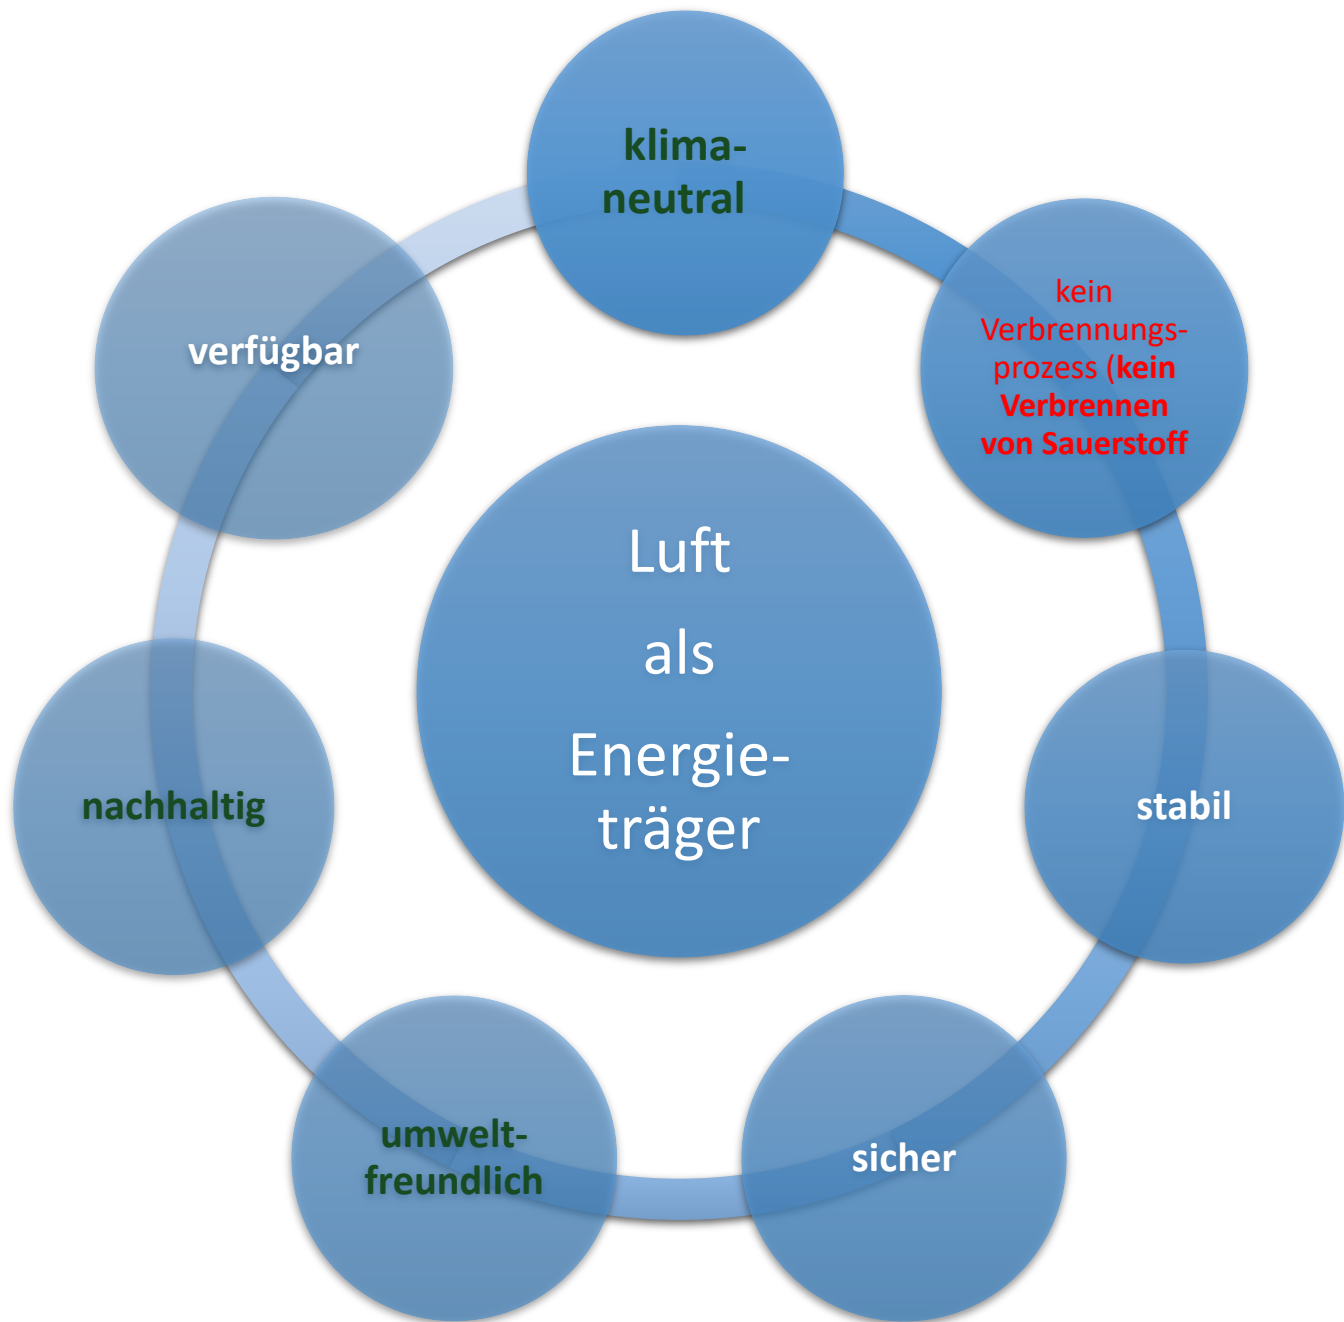 klima-
neutral
kein
Verbrennungs-
prozess (kein
Verbrennen
von Sauerstoff
stabil
sicher
umwelt-
freundlich
nachhaltig
verfügbar
Luft
als
Energie-
träger